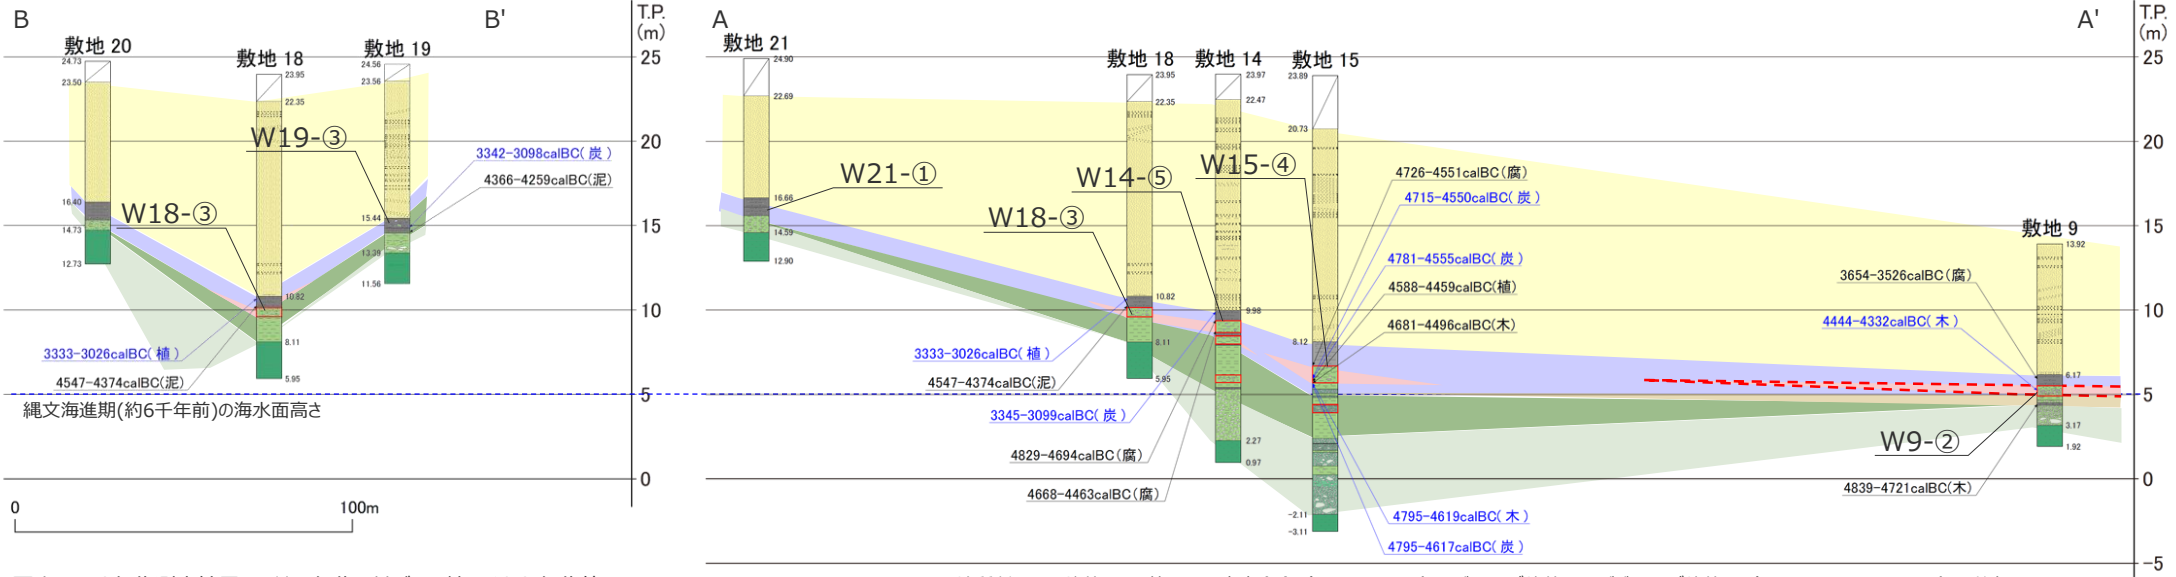 B
B'
T.P.
(m)
敷地 20
敷地 18
敷地 19
24.73
23.50
16.40
14.73
12.73
23.95
22.35
10.82
8.11
5.95
24.56
23.56
15.44
13.39
11.56
W19-③
W18-③
3342-3098calBC( 炭 )
4366-4259calBC(泥)
3333-3026calBC( 植 )
4547-4374calBC(泥)
縄文海進期(約6千年前)の海水面高さ
25
20
15
10
5
0
0
100m
A
A'
T.P.
(m)
敷地 21
敷地 18
敷地 14
敷地 15
敷地 9
24.90
22.69
16.66
14.59
12.90
23.95
22.35
10.82
8.11
5.95
23.97
22.47
9.98
2.27
0.97
23.89
20.73
8.12
-2.11
-3.11
13.92
6.17
3.17
1.92
W21-①
W18-③
W14-⑤
W15-④
W9-②
4726-4551calBC(腐)
4715-4550calBC( 炭 )
4781-4555calBC( 炭 )
4588-4459calBC(植)
4681-4496calBC(木)
3654-3526calBC(腐)
4444-4332calBC( 木 )
3333-3026calBC( 植 )
4547-4374calBC(泥)
3345-3099calBC( 炭 )
4829-4694calBC(腐)
4668-4463calBC(腐)
4795-4619calBC( 木 )
4795-4617calBC( 炭 )
4839-4721calBC(木)
25
20
15
10
5
0
-5